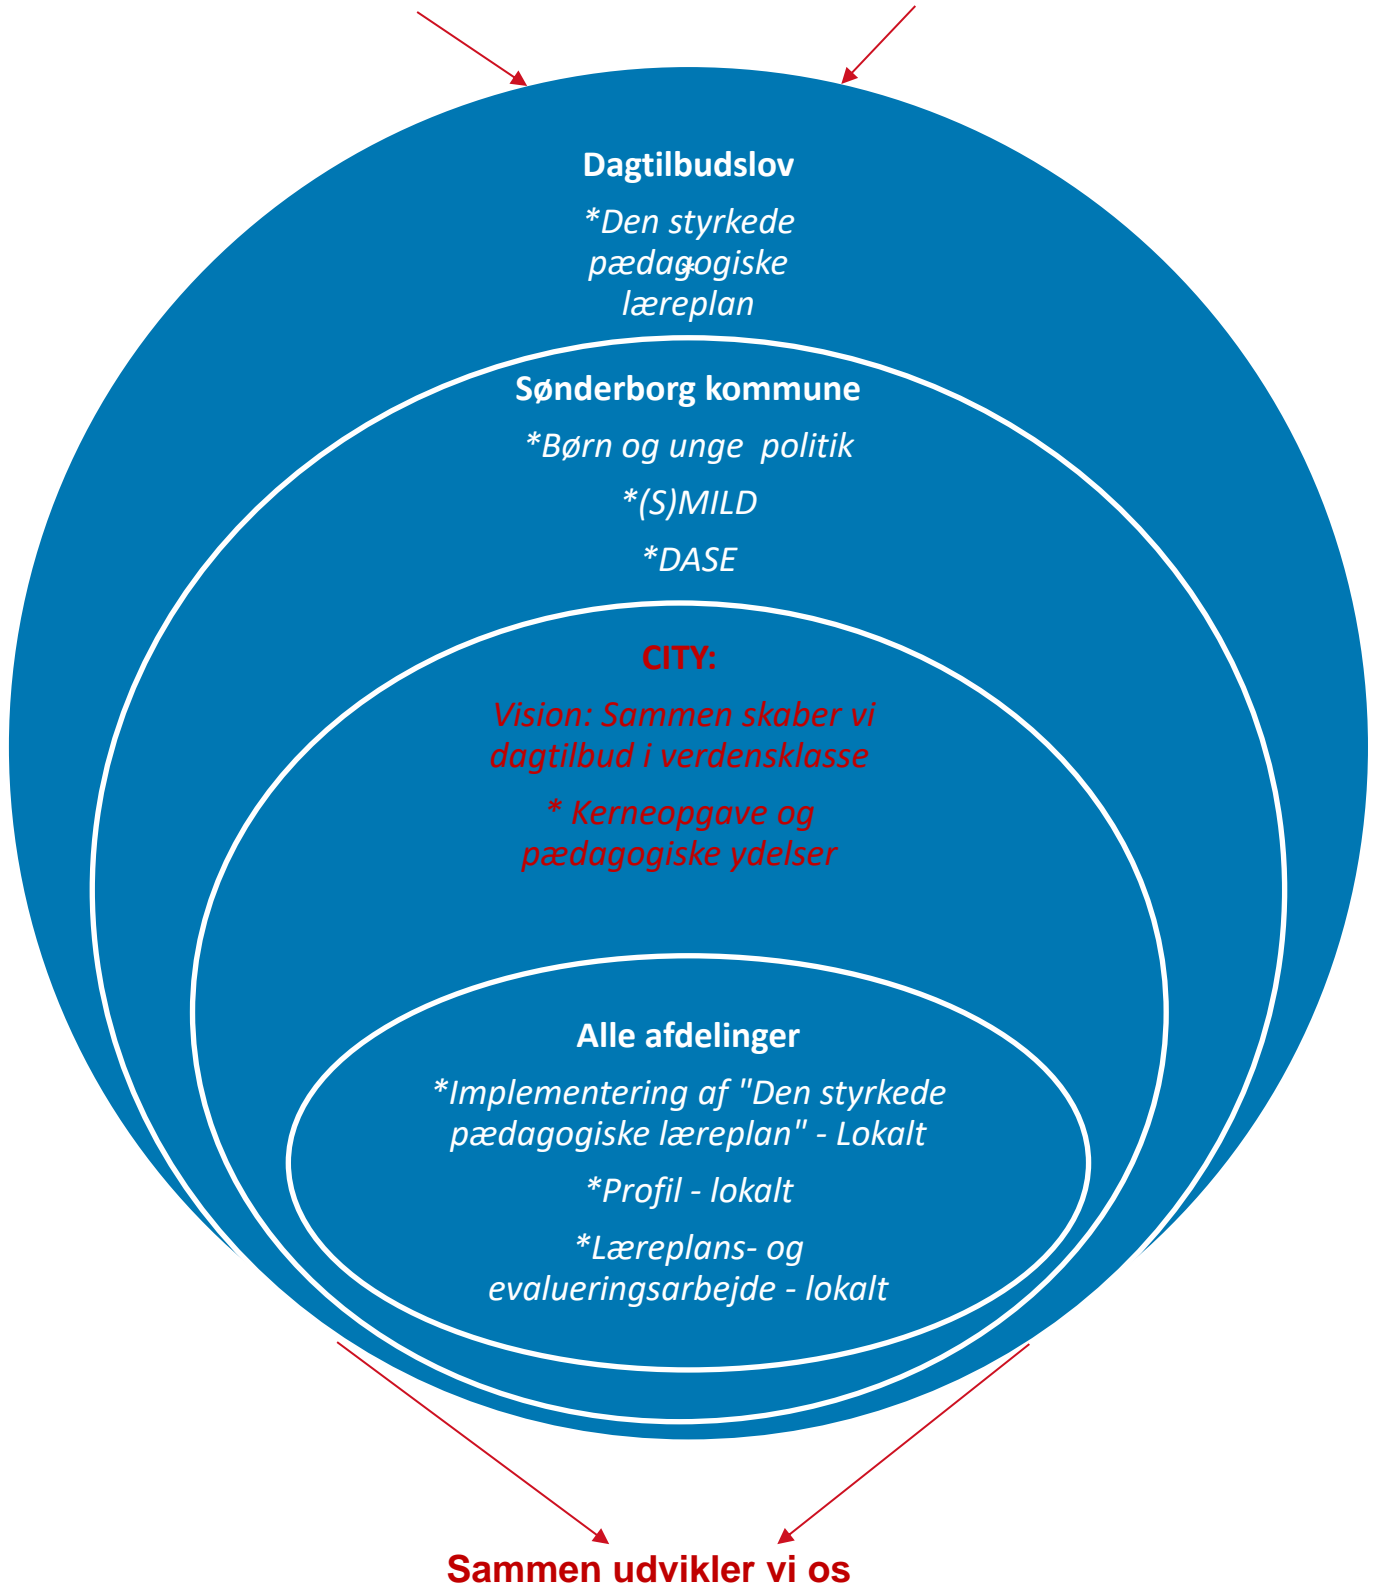 Dagtilbudslov
*Den styrkede
pædagogiske
*
læreplan
Sønderborg kommune
*Børn og unge  politik
*(S)MILD
*DASE
CITY:
Vision: Sammen skaber vi
dagtilbud i verdensklasse
* Kerneopgave og
pædagogiske ydelser
Alle afdelinger
*Implementering af "Den styrkede
pædagogiske læreplan" - Lokalt
*Profil - lokalt
*Læreplans- og
evalueringsarbejde - lokalt
Sammen udvikler vi os